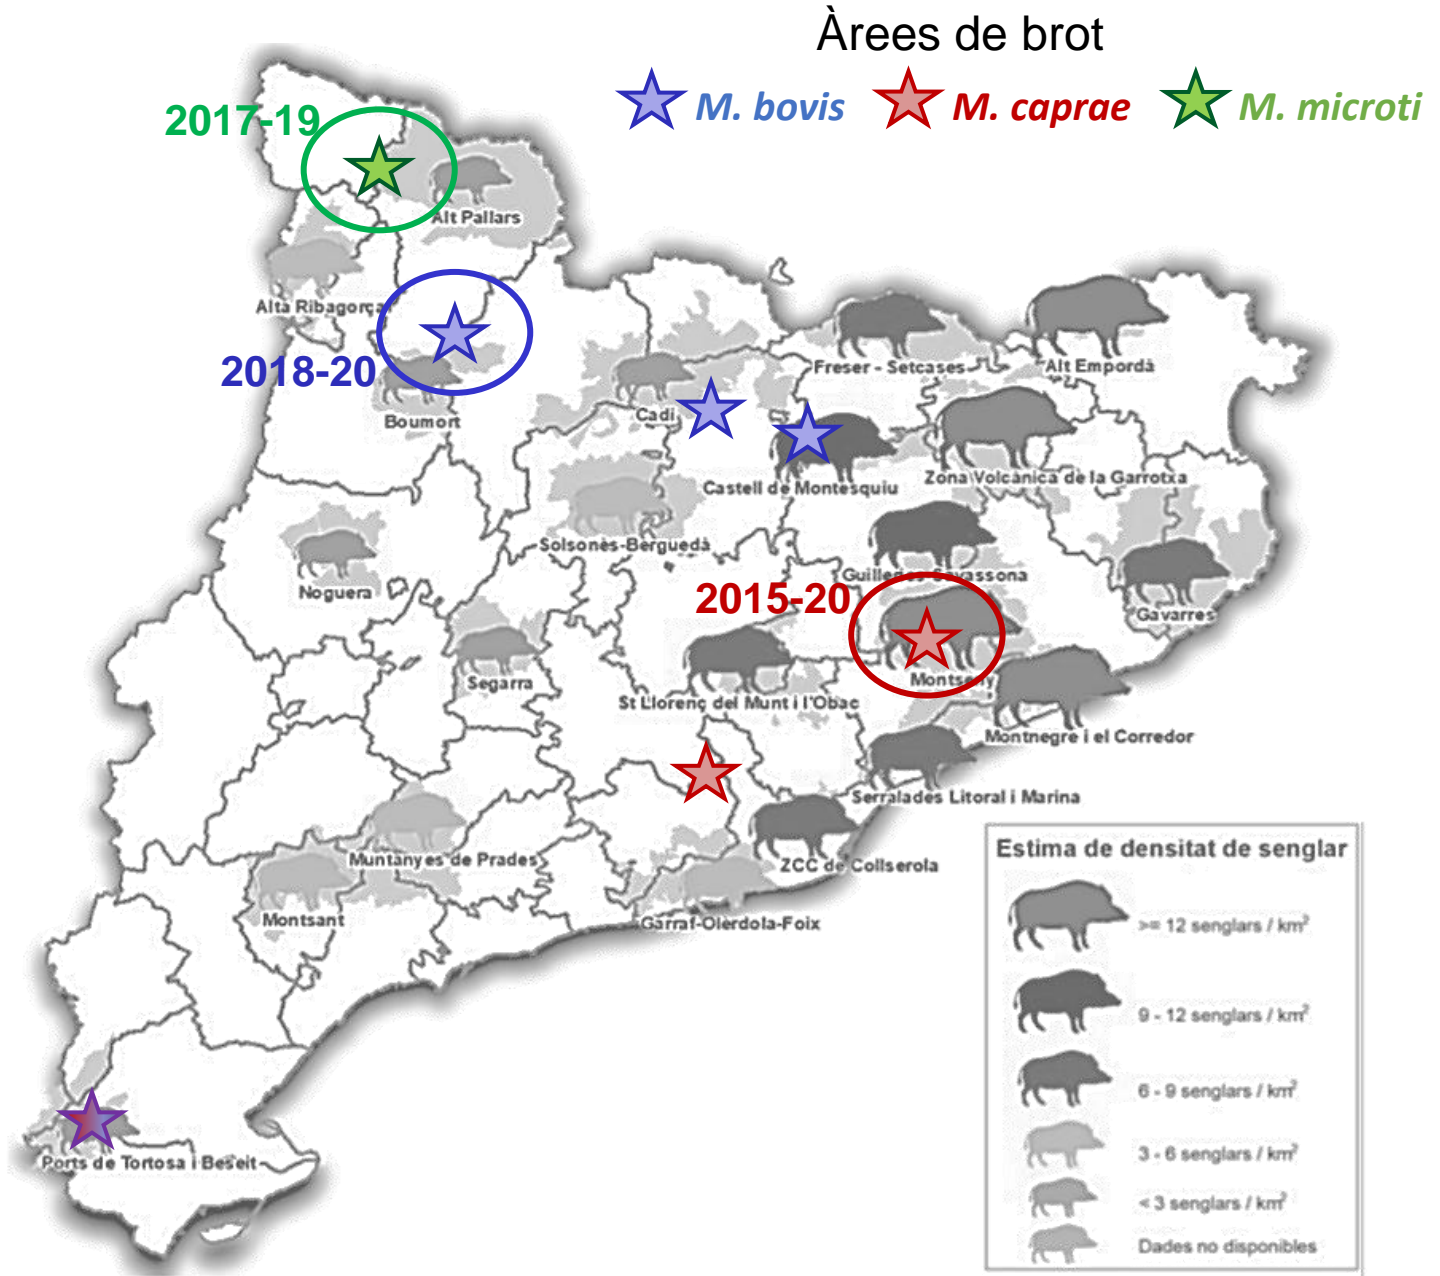 Àrees de brot
M. bovis
M. caprae
M. microti
2017-19
Alt Pallars
Alta Ribagorça
2018-20
Boumort
Cadí
Freser - Setcases
Alt Empordà
Castell de Montesquiu
Zona Volcànica de la Garrotxa
Solsonès-Berguedà
Noguera
2015-20
Guilleries-Savassona
Gavarres
Segarra
Montseny
St Llorenç del Munt i l'Obac
Montnegre i el Corredor
Serralades Litoral i Marina
Muntanyes de Prades
ZCC de Collserola
Montsant
Garraf-Olèrdola-Foix
Ports de Tortosa i Beseit
Estima de densitat de senglar
>= 12 senglars / km²
9 - 12 senglars / km²
6 - 9 senglars / km²
3 - 6 senglars / km²
< 3 senglars / km²
Dades no disponibles